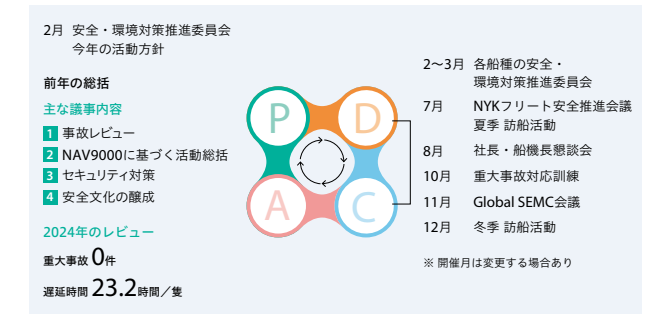 2月 安全・環境対策推進委員会
今年の活動方針
前年の総括
主な議事内容
1 事故レビュー
2 NAV9000に基づく活動総括
3 セキュリティ対策
4 安全文化の醸成
2024年のレビュー
重大事故 0件
遅延時間 23.2時間／隻
P
D
A
C
2〜3月 各船種の安全・
環境対策推進委員会
7月 NYKフリート安全推進会議
夏季 訪船活動
8月 社長・船機長懇談会
10月 重大事故対応訓練
11月 Global SEMC会議
12月 冬季 訪船活動
※ 開催月は変更する場合あり